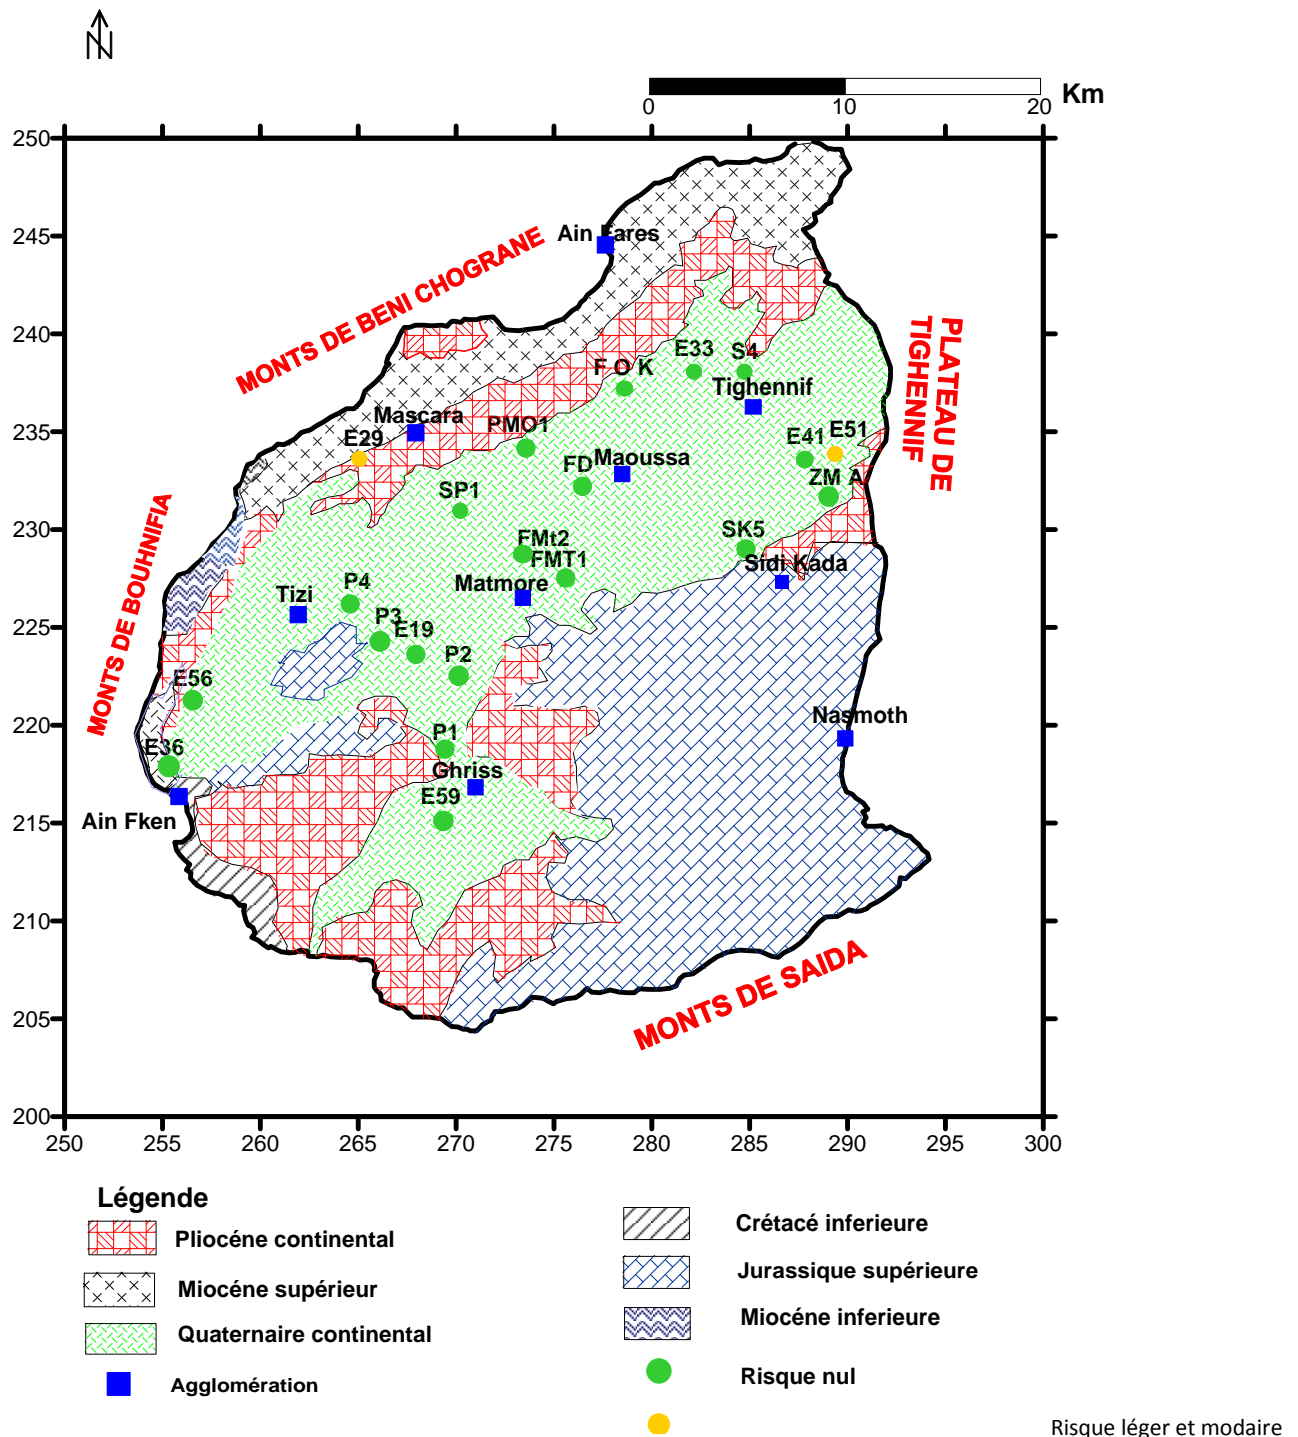 N
0 10 20 Km
250
245
240
235
230
225
220
215
210
205
200
250 255 260 265 270 275 280 285 290 295 300
MONTS DE BENI CHOGRANE
PLATEAU DE
TIGHENNIF
MONTS DE BOUHNIFIA
MONTS DE SAIDA
Ain Fares
E33
S4
F O K
Tighennif
Mascara
E29
PMO1
E51
E41
FD
Maoussa
ZM A
SP1
SK5
FMt2
FMT1
Sidi Kada
Matmore
Tizi
P4
P3
E19
P2
E56
Nasmoth
P1
E36
Ghriss
E59
Ain Fken
Légende
Pliocéne continental
Miocéne supérieur
Quaternaire continental
Agglomération
Crétacé inferieure
Jurassique supérieure
Miocéne inferieure
Risque nul
Risque léger et modaire